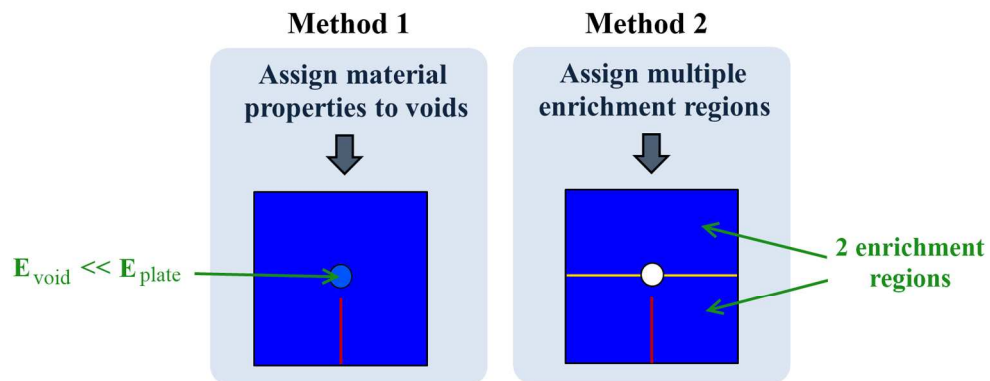 Method 1
Assign material
properties to voids
E void << E plate
Method 2
Assign multiple
enrichment regions
2 enrichment
regions